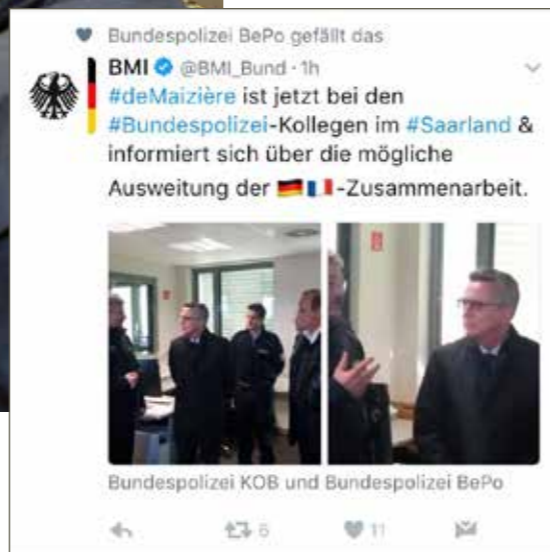 Bundespolizei BePo gefällt das
BMI @BMI_Bund · 1h
#deMaizière ist jetzt bei den
#Bundespolizei-Kollegen im #Saarland &
informiert sich über die mögliche
Ausweitung der 🇩🇪🇫🇷-Zusammenarbeit.
Bundespolizei KOB und Bundespolizei BePo
6 11